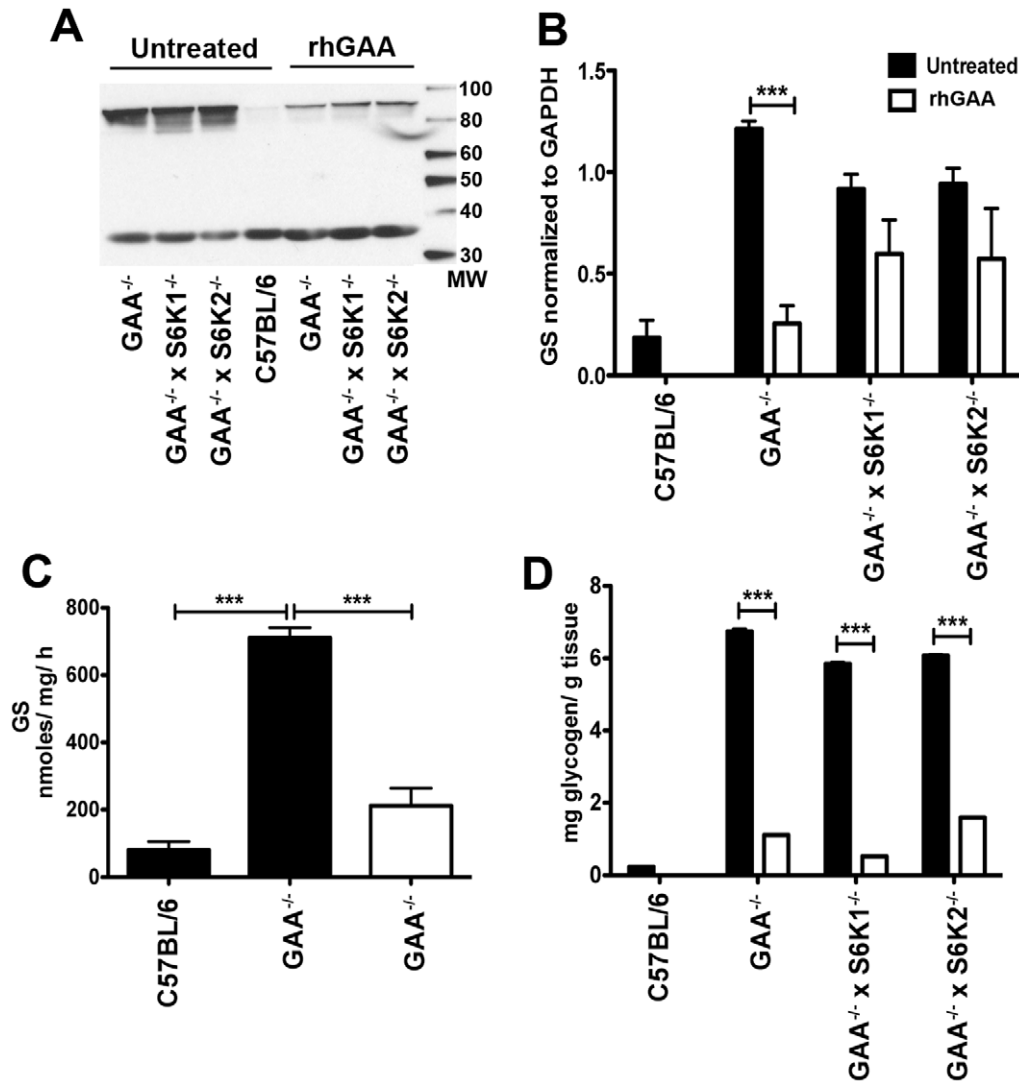 A
Untreated
rhGAA
100
80
60
50
40
30
MW
GAA-/-
GAA-/- x S6K1-/-
GAA-/- x S6K2-/-
C57BL/6
GAA-/-
GAA-/- x S6K1-/-
GAA-/- x S6K2-/-
B
Untreated
rhGAA
GS normalized to GAPDH
1.5
1.0
0.5
0.0
***
C57BL/6
GAA-/-
GAA-/- x S6K1-/-
GAA-/- x S6K2-/-
C
GS
nmoles/ mg/ h
800
600
400
200
0
***
***
C57BL/6
GAA-/-
GAA-/-
D
mg glycogen/ g tissue
8
6
4
2
0
***
***
***
C57BL/6
GAA-/-
GAA-/- x S6K1-/-
GAA-/- x S6K2-/-